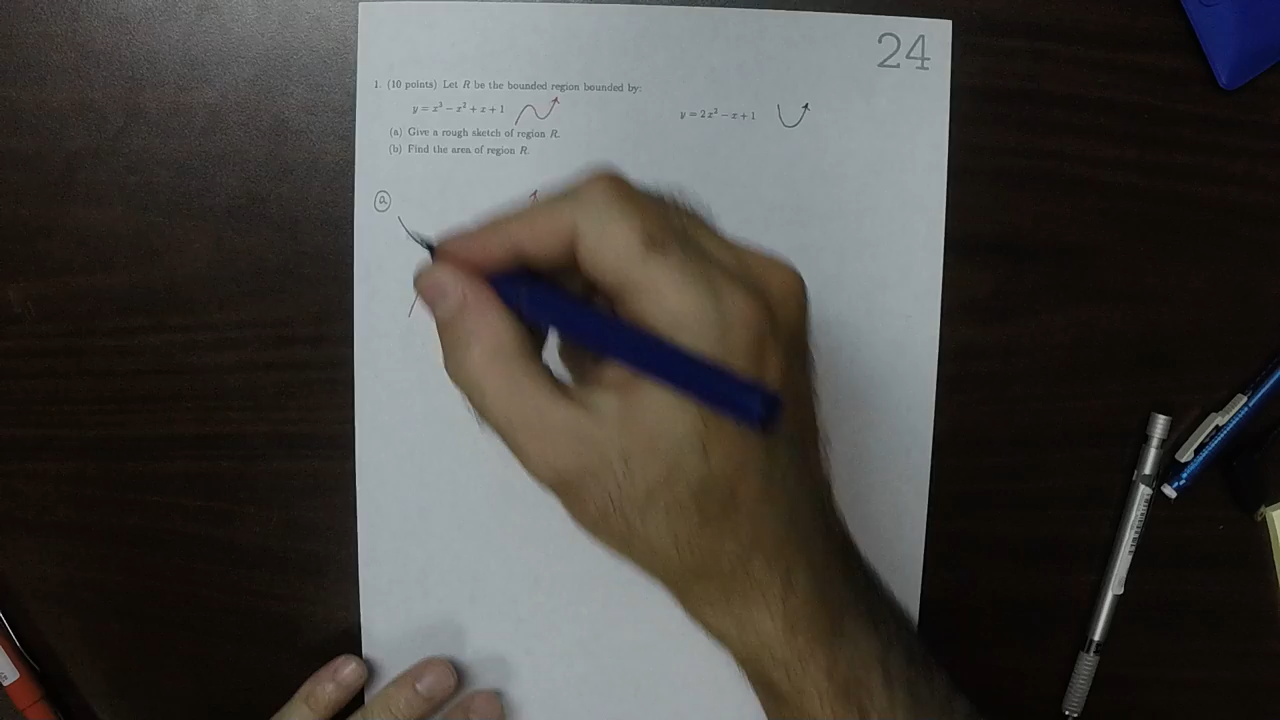 24
1. (10 points) Let R be the bounded region bounded by:
y = x³ − x² + x + 1 y = 2x² − x + 1
(a) Give a rough sketch of region R.
(b) Find the area of region R.
a